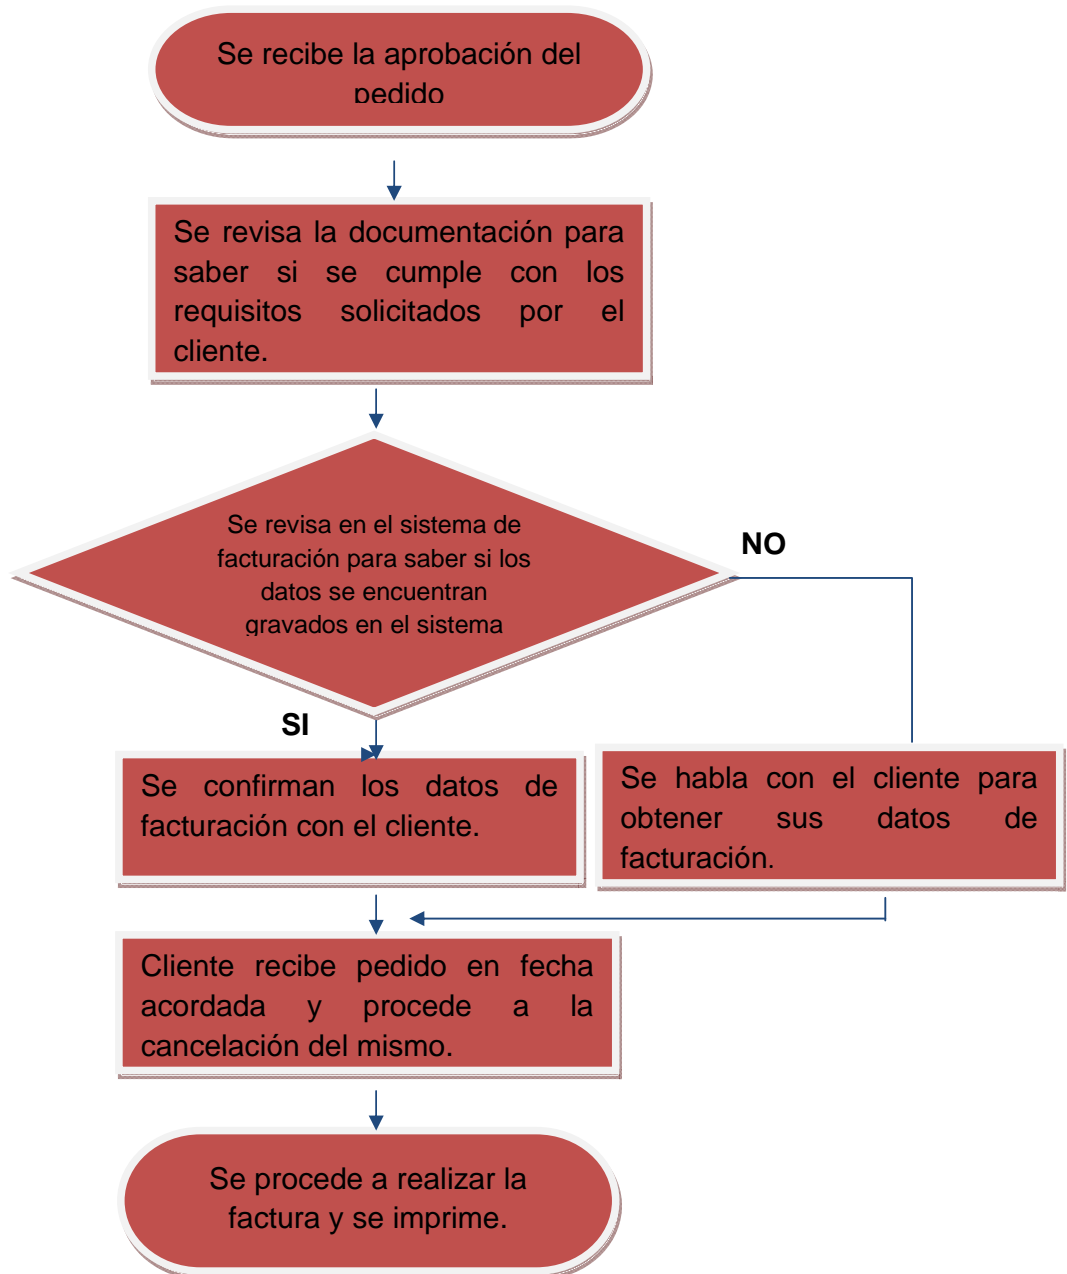 Se recibe la aprobación del
pedido
Se revisa la documentación para
saber si se cumple con los
requisitos solicitados por el
cliente.
Se revisa en el sistema de
facturación para saber si los
datos se encuentran
gravados en el sistema
NO
SI
Se confirman los datos de
facturación con el cliente.
Se habla con el cliente para
obtener sus datos de
facturación.
Cliente recibe pedido en fecha
acordada y procede a la
cancelación del mismo.
Se procede a realizar la
factura y se imprime.